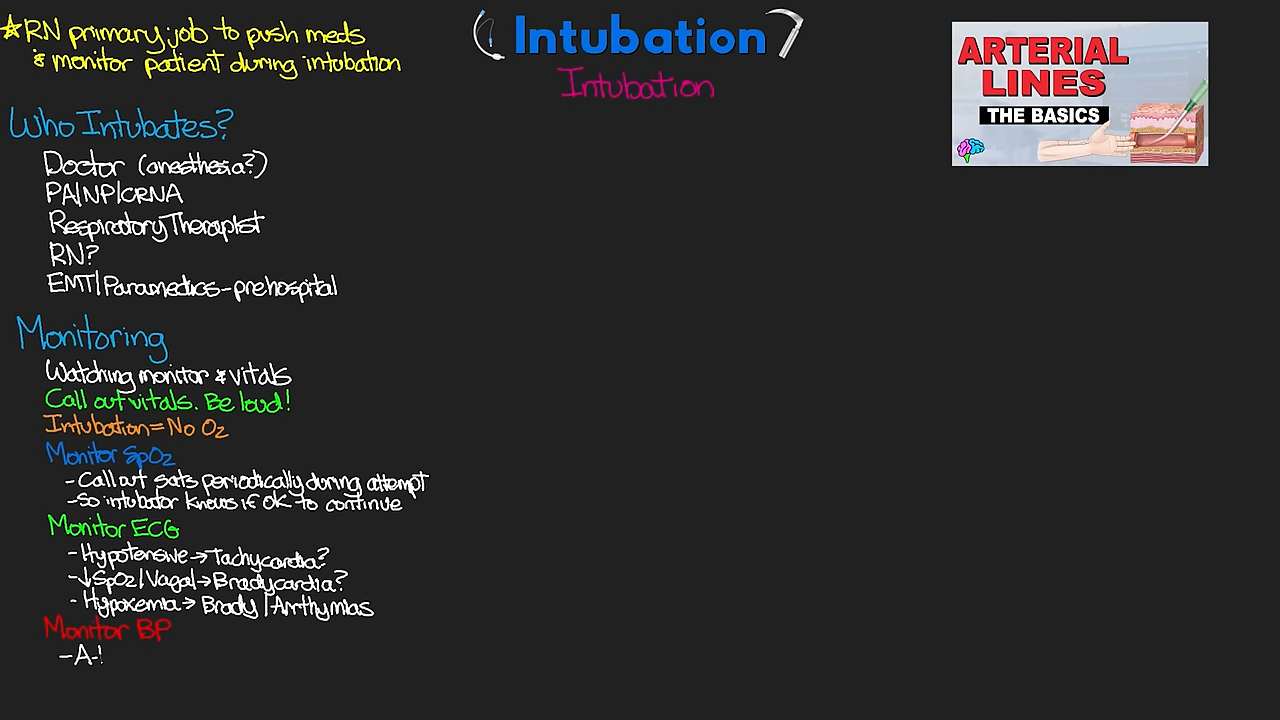 ☆RN primary job to push meds
& monitor patient during intubation
Intubation
Intubation
ARTERIAL
LINES
THE BASICS
Who Intubates?
Doctor (anesthesia?)
PA/NP/CRNA
Respiratory Therapist
RN?
EMT/Paramedics-prehospital
Monitoring
Watching monitor & vitals
Call out vitals. Be loud!
Intubation = No O₂
Monitor SpO₂
- Call out sats periodically during attempt
- So intubator knows if OK to continue
Monitor ECG
- Hypotensive → Tachycardia?
- ↓SpO₂/Vagal → Bradycardia?
- Hypoxemia → Brady/Arrthymias
Monitor BP
- A-l